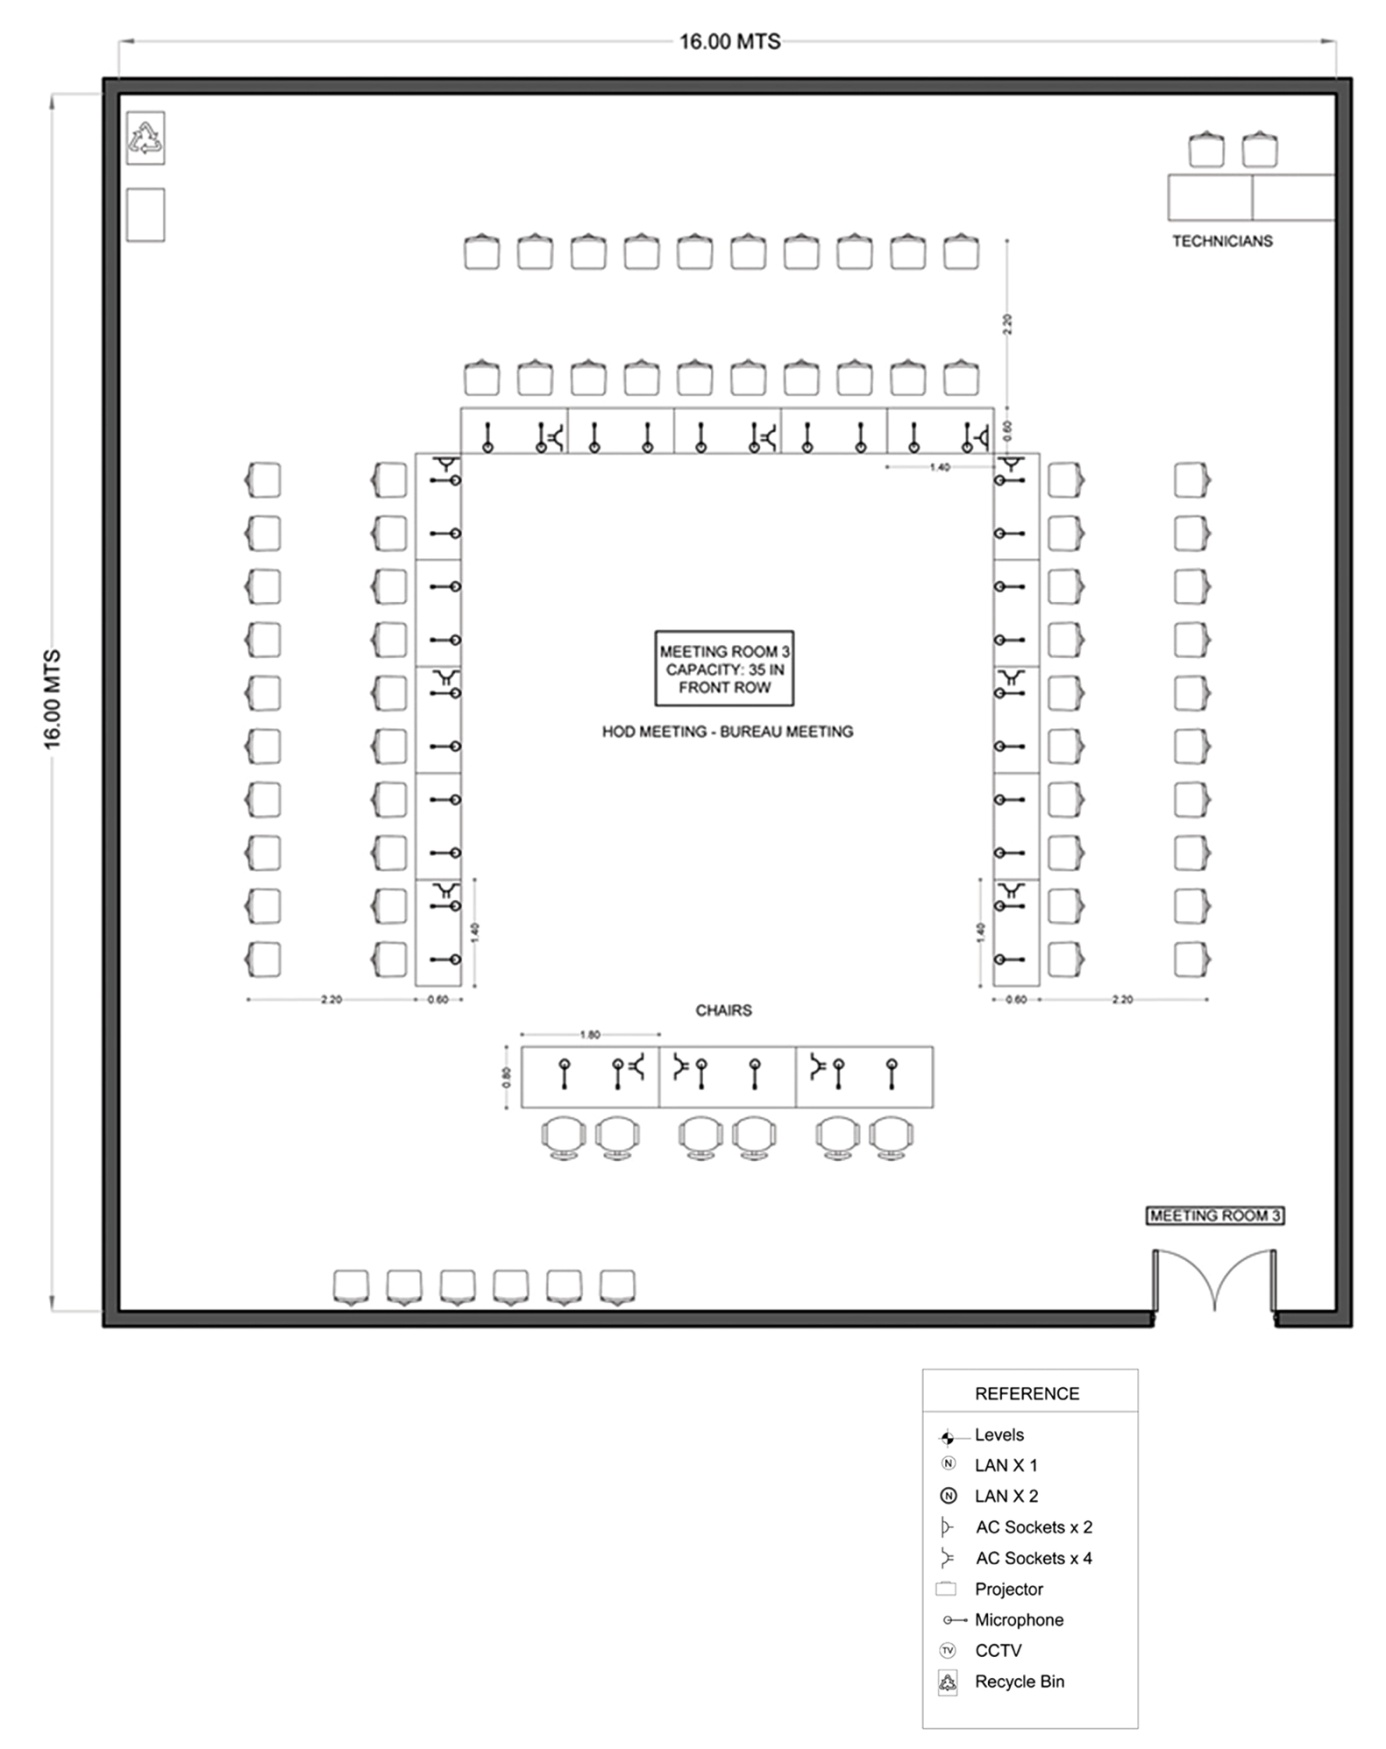 16.00 MTS
16.00 MTS
TECHNICIANS
2.20
0.60
1.40
MEETING ROOM 3
CAPACITY: 35 IN
FRONT ROW
HOD MEETING - BUREAU MEETING
1.40
1.40
2.20
0.60
0.60
2.20
CHAIRS
1.80
0.80
MEETING ROOM 3
REFERENCE
Levels
N LAN X 1
N LAN X 2
AC Sockets x 2
AC Sockets x 4
Projector
Microphone
TV CCTV
Recycle Bin